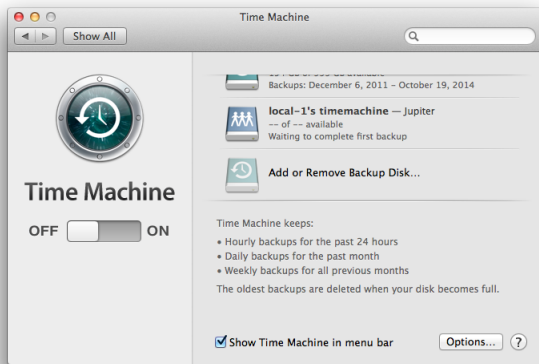 Time Machine
Show All
Backups: December 6, 2011 – October 19, 2014
local-1's timemachine — Jupiter
-- of -- available
Waiting to complete first backup
Add or Remove Backup Disk...
Time Machine
OFF ON
Time Machine keeps:
• Hourly backups for the past 24 hours
• Daily backups for the past month
• Weekly backups for all previous months
The oldest backups are deleted when your disk becomes full.
Show Time Machine in menu bar
Options... ?